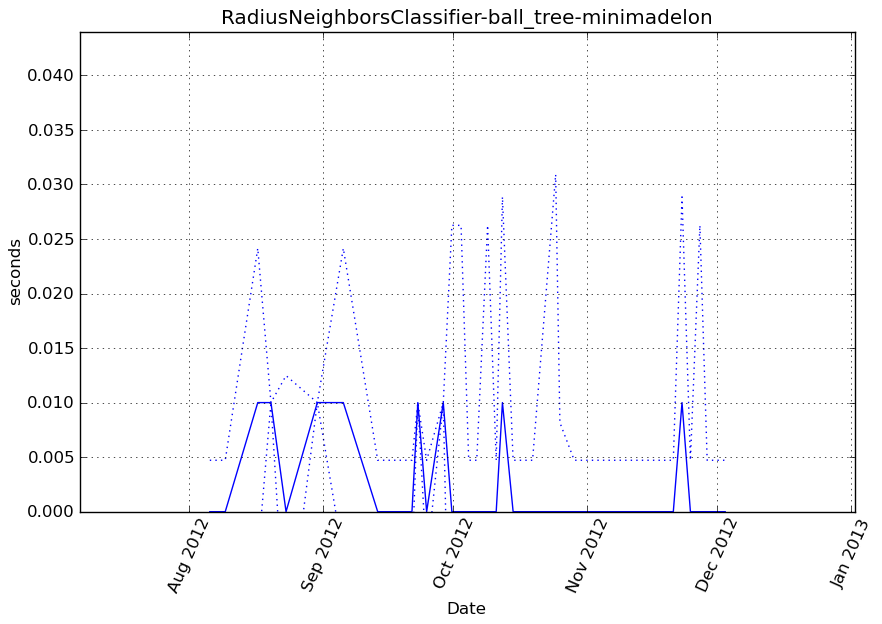 RadiusNeighborsClassifier-ball_tree-minimadelon
0.040
0.035
0.030
0.025
0.020
0.015
0.010
0.005
0.000
seconds
Aug 2012
Sep 2012
Oct 2012
Nov 2012
Dec 2012
Jan 2013
Date